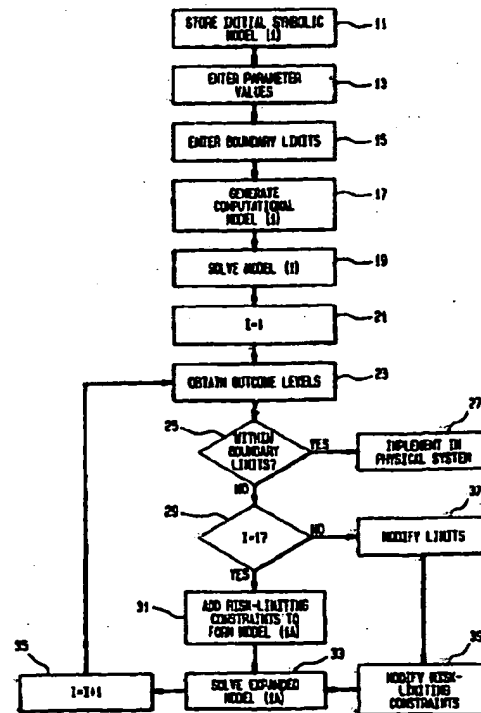 STORE INITIAL SYMBOLIC
MODEL (1)
11
ENTER PARAMETER
VALUES
13
ENTER BOUNDARY LIMITS
15
GENERATE
COMPUTATIONAL
MODEL (1)
17
SOLVE MODEL (1)
19
I=1
21
OBTAIN OUTCOME LEVELS
23
25
WITHIN
BOUNDARY
LIMITS?
YES
27
IMPLEMENT IN
PHYSICAL SYSTEM
NO
29
I=1?
NO
37
MODIFY LIMITS
YES
31
ADD RISK-LIMITING
CONSTRAINTS TO
FORM MODEL (1A)
35
I=I+1
33
SOLVE EXPANDED
MODEL (1A)
39
MODIFY RISK-
LIMITING
CONSTRAINTS